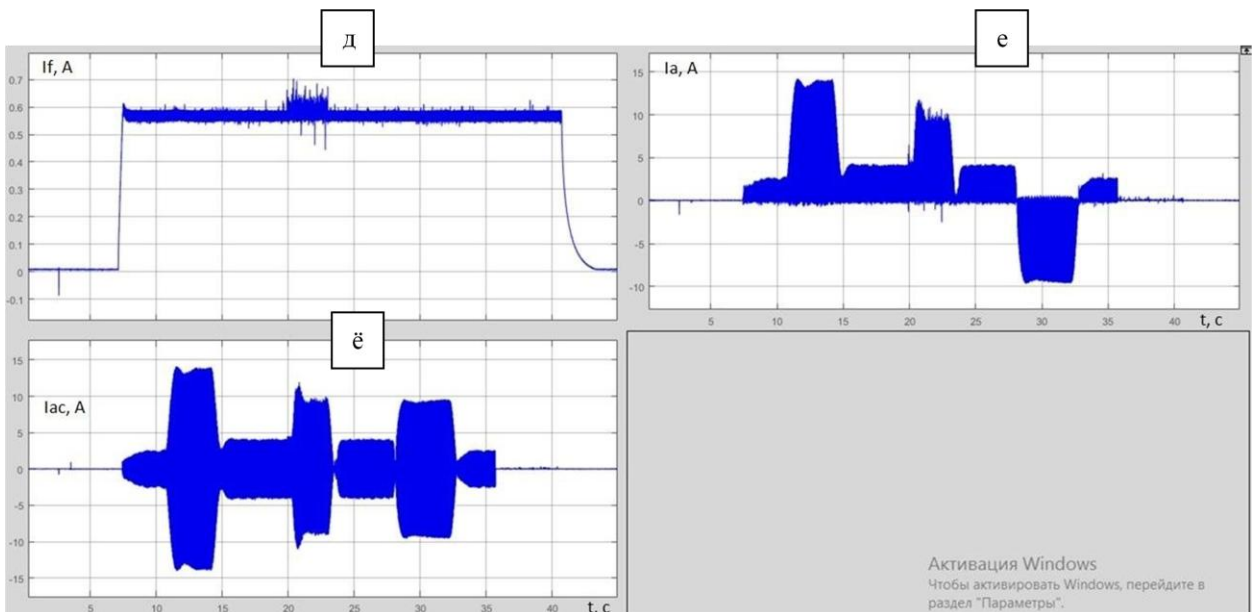 д
е
If, A
0.7
0.6
0.5
0.4
0.3
0.2
0.1
0
-0.1
Ia, A
15
10
5
0
-5
-10
5 10 15 20 25 30 35 40 t, c
ё
Iac, A
15
10
5
0
-5
-10
-15
5 10 15 20 25 30 35 40 t, c
Активация Windows
Чтобы активировать Windows, перейдите в
раздел "Параметры".